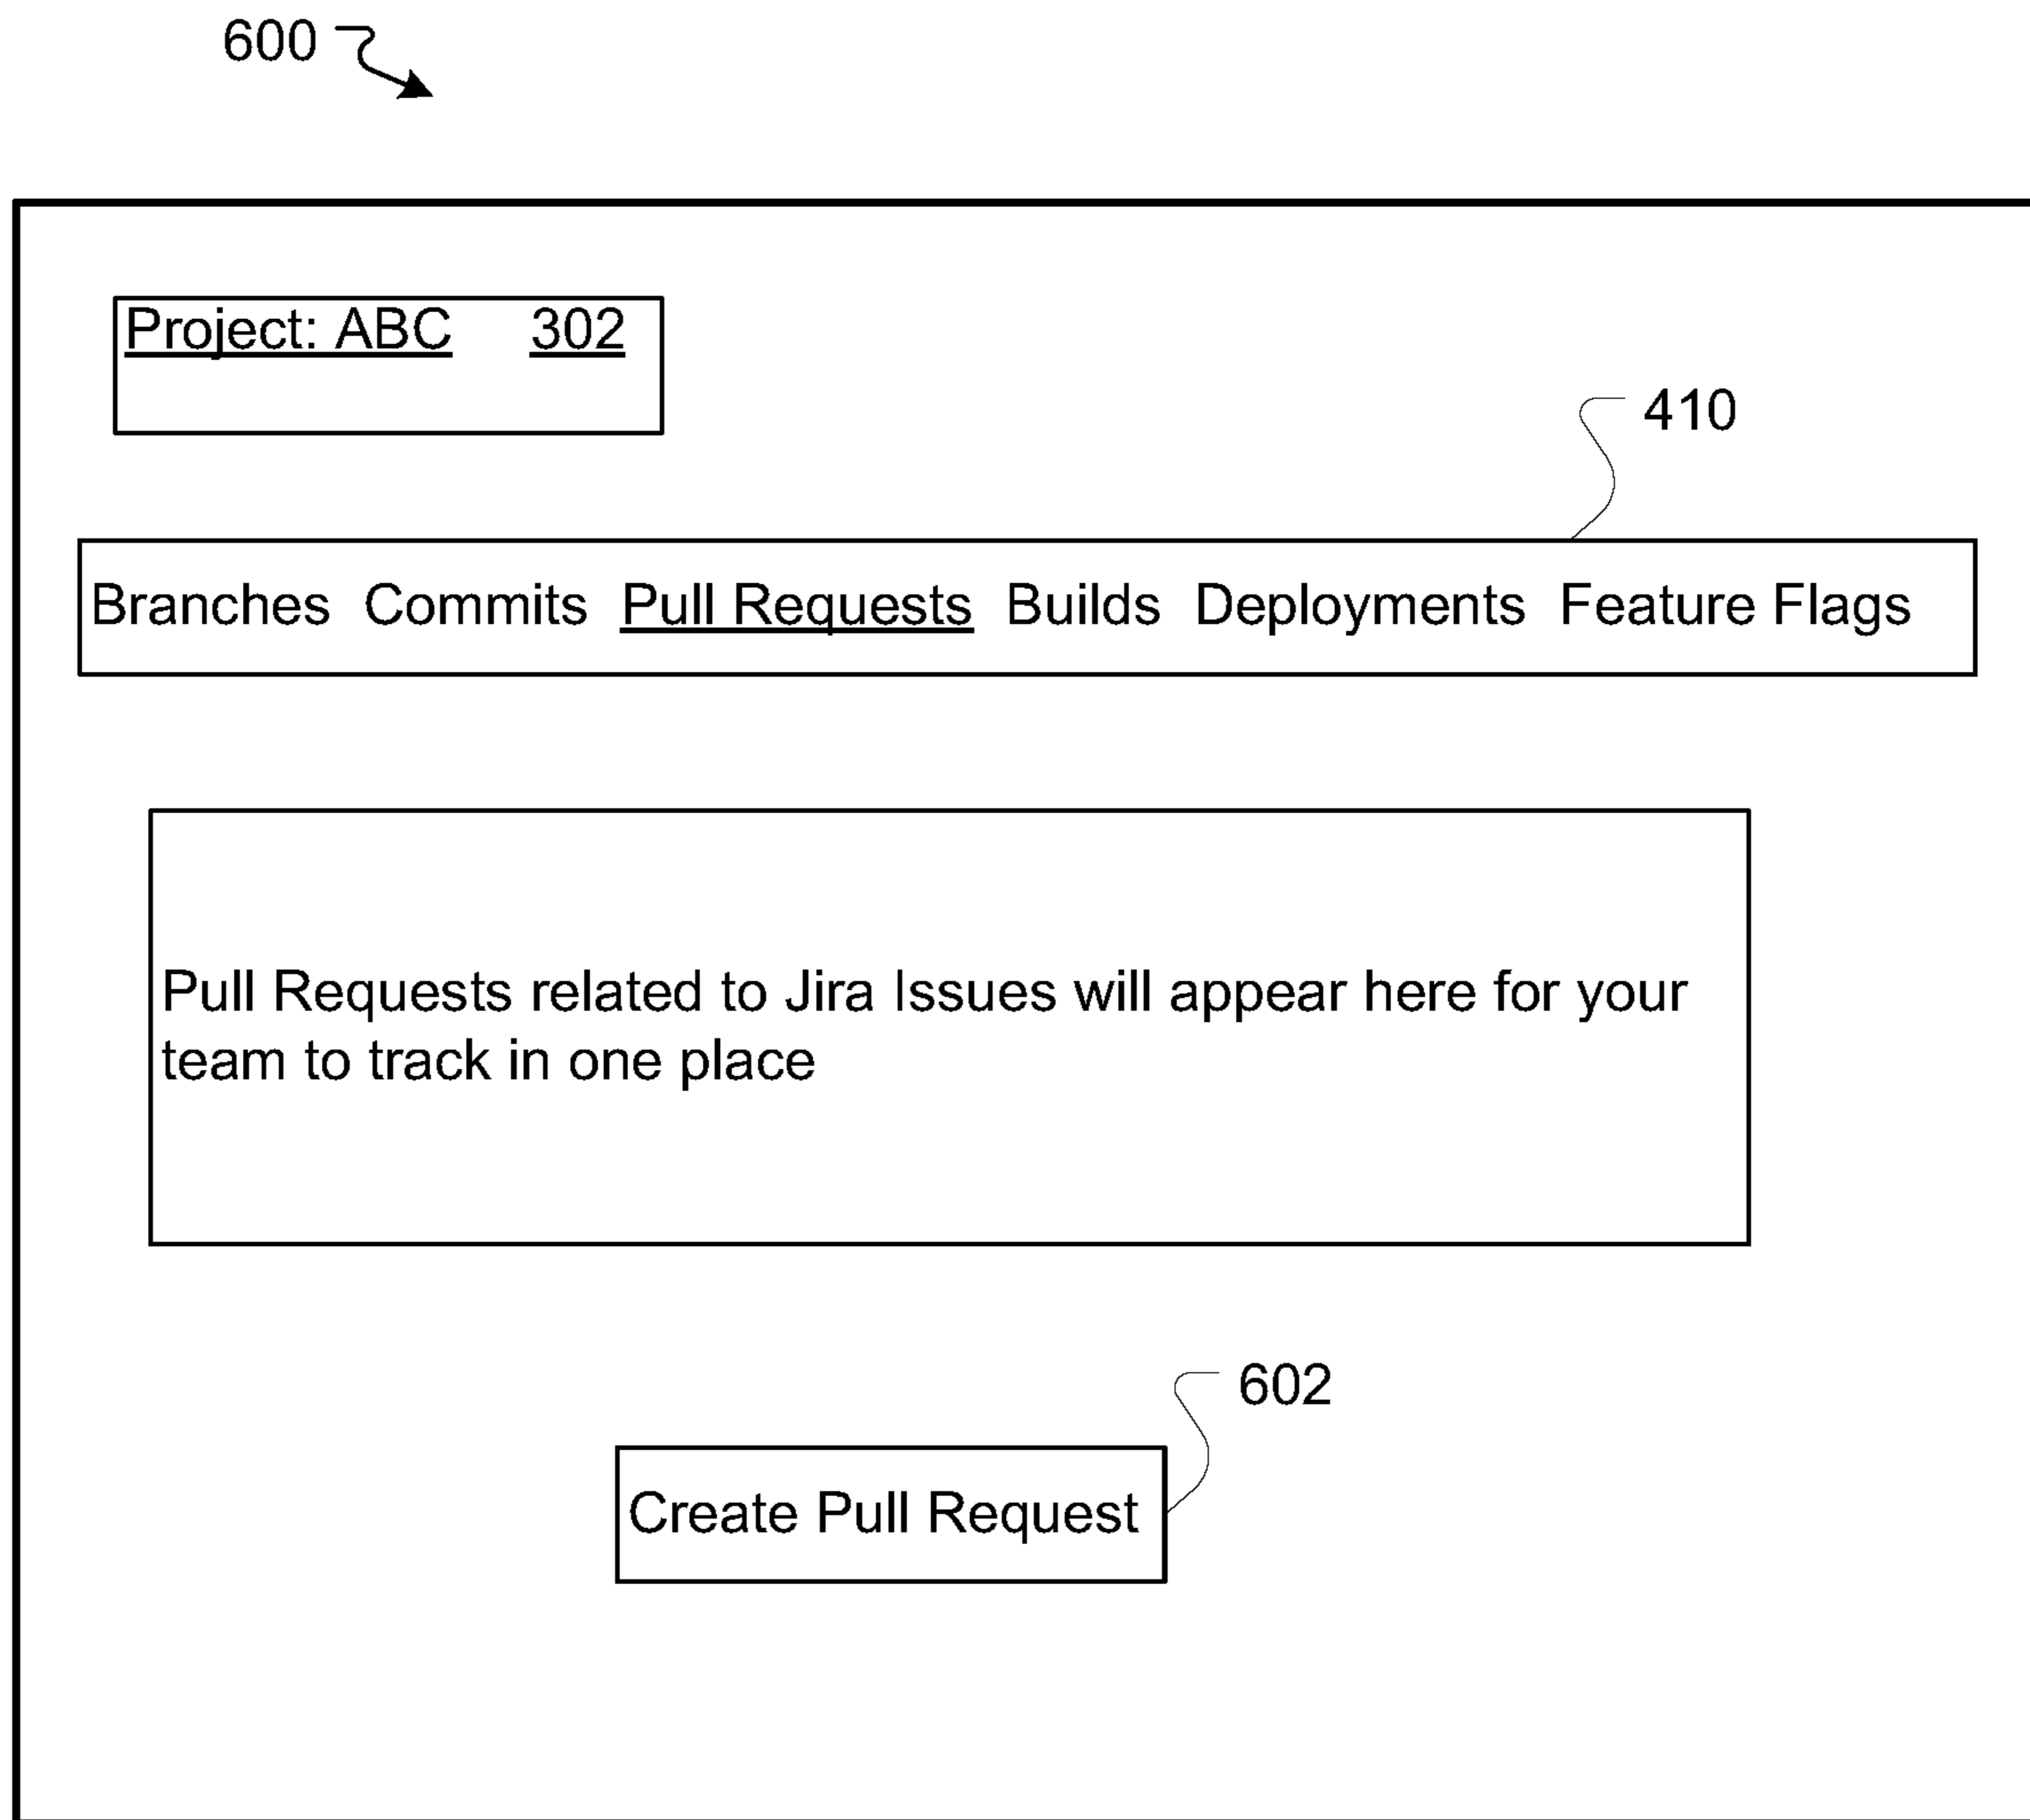 600
Project: ABC 302
410
Branches Commits Pull Requests Builds Deployments Feature Flags
Pull Requests related to Jira Issues will appear here for your
team to track in one place
602
Create Pull Request